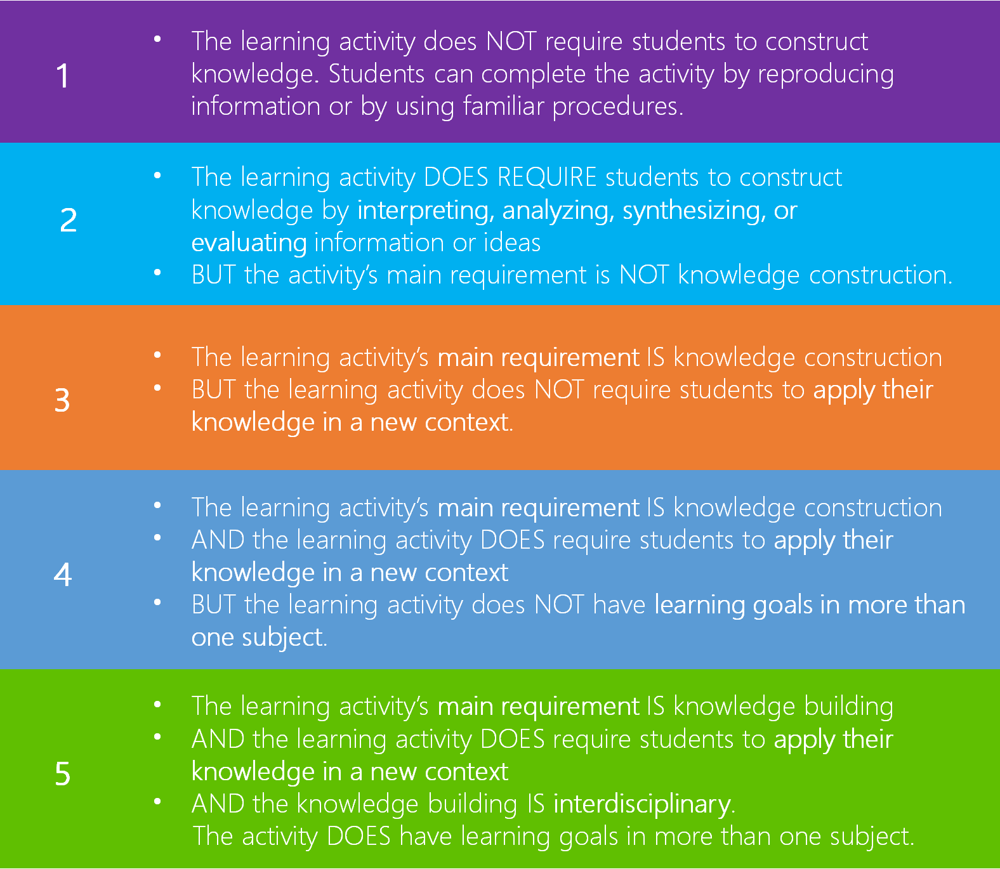 1
• The learning activity does NOT require students to construct
knowledge. Students can complete the activity by reproducing
information or by using familiar procedures.
2
• The learning activity DOES REQUIRE students to construct
knowledge by interpreting, analyzing, synthesizing, or
evaluating information or ideas
• BUT the activity’s main requirement is NOT knowledge construction.
3
• The learning activity’s main requirement IS knowledge construction
• BUT the learning activity does NOT require students to apply their
knowledge in a new context.
4
• The learning activity’s main requirement IS knowledge construction
• AND the learning activity DOES require students to apply their
knowledge in a new context
• BUT the learning activity does NOT have learning goals in more than
one subject.
5
• The learning activity’s main requirement IS knowledge building
• AND the learning activity DOES require students to apply their
knowledge in a new context
• AND the knowledge building IS interdisciplinary.
The activity DOES have learning goals in more than one subject.